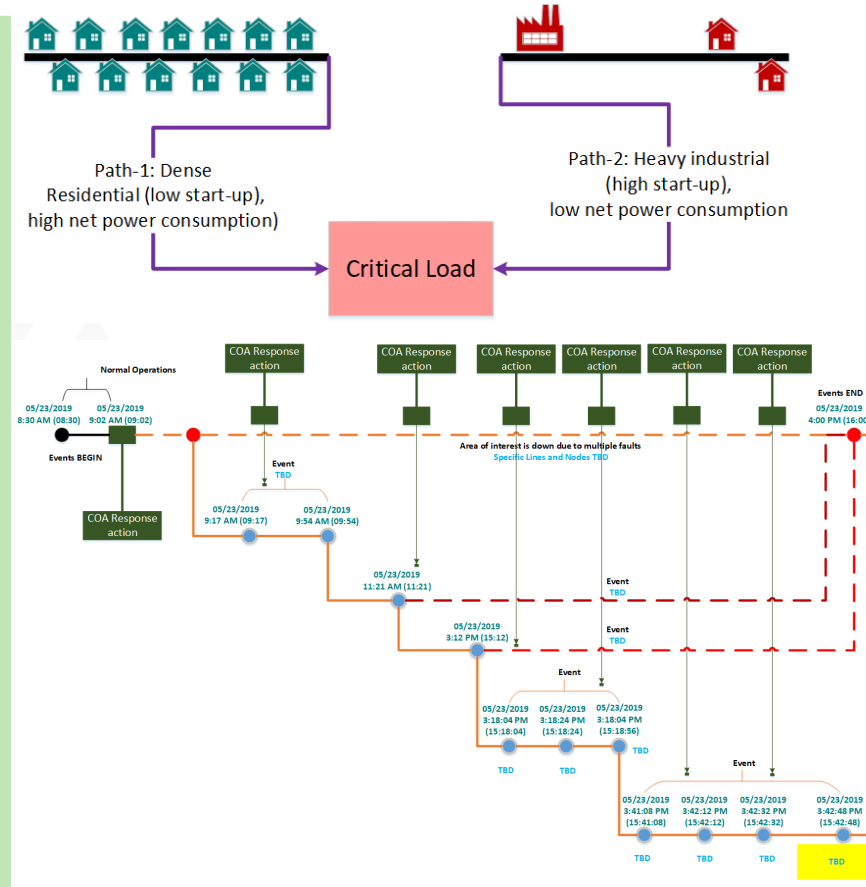 Path-1: Dense
Residential (low start-up),
high net power consumption)
Path-2: Heavy industrial
(high start-up),
low net power consumption
Critical Load
COA Response
action
COA Response
action
COA Response
action
COA Response
action
COA Response
action
COA Response
action
Normal Operations
05/23/2019
8:30 AM (08:30)
05/23/2019
9:02 AM (09:02)
Events BEGIN
COA Response
action
Events END
05/23/2019
4:00 PM (16:00
Area of interest is down due to multiple faults
Specific Lines and Nodes TBD
Event
TBD
05/23/2019
9:17 AM (09:17)
05/23/2019
9:54 AM (09:54)
05/23/2019
11:21 AM (11:21)
Event
TBD
05/23/2019
3:12 PM (15:12)
Event
TBD
Event
05/23/2019
3:18:04 PM
(15:18:04)
05/23/2019
3:18:24 PM
(15:18:24)
05/23/2019
3:18:04 PM
(15:18:56)
TBD
TBD
TBD
Event
05/23/2019
3:41:08 PM
(15:41:08)
05/23/2019
3:42:12 PM
(15:42:12)
05/23/2019
3:42:32 PM
(15:42:32)
05/23/2019
3:42:48 PM
(15:42:48)
TBD
TBD
TBD
TBD